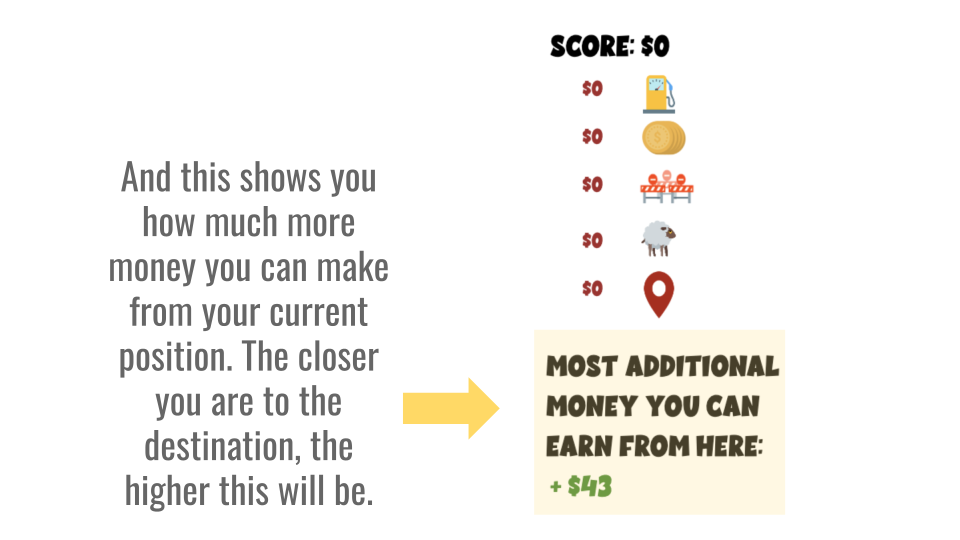 And this shows you
how much more
money you can make
from your current
position. The closer
you are to the
destination, the
higher this will be.
SCORE: $0
$0
$0
$0
$0
$0
MOST ADDITIONAL
MONEY YOU CAN
EARN FROM HERE:
+ $43